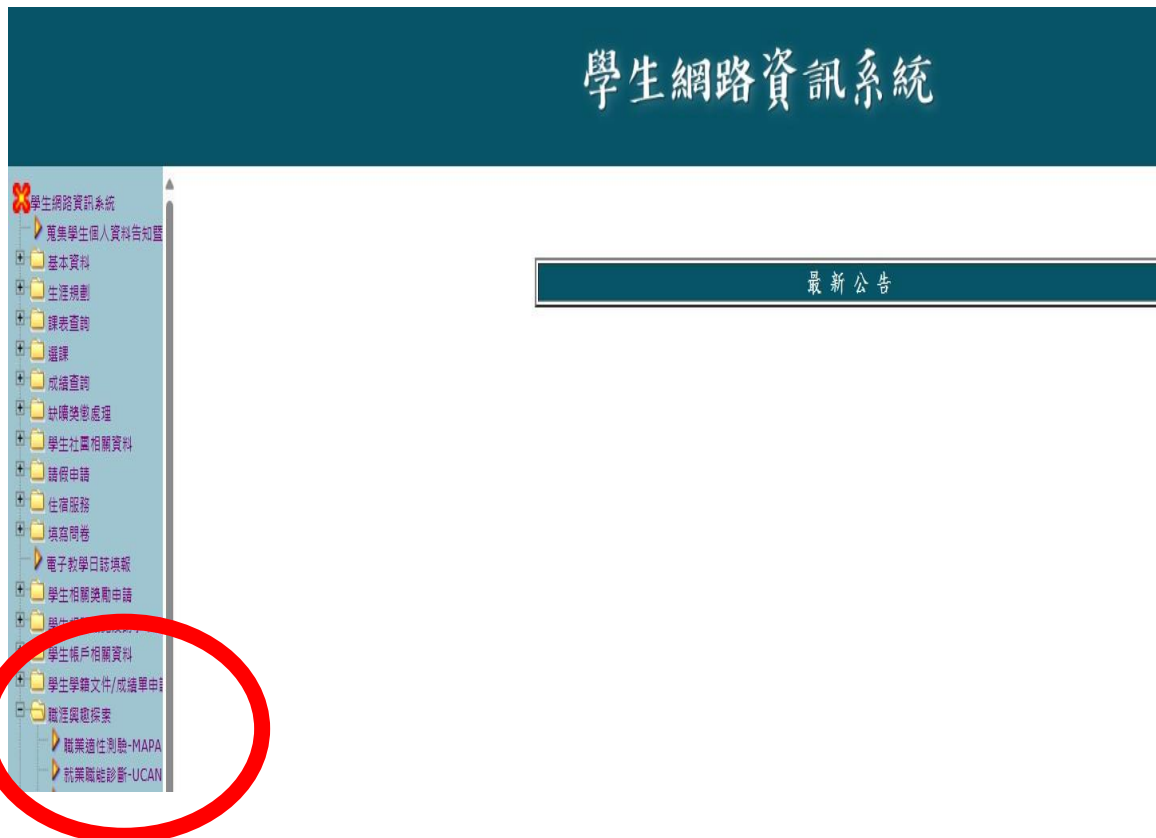 學生網路資訊系統
學生網路資訊系統
蒐集學生個人資料告知暨
基本資料
生涯規劃
課表查詢
選課
成績查詢
缺曠獎懲處理
學生社團相關資料
請假申請
住宿服務
填寫問卷
電子教學日誌填報
學生相關獎勵申請
學生帳戶相關資料
學生學籍文件/成績單申請
職涯興趣探索
職業適性測驗-MAPA
就業職能診斷-UCAN
最新公告